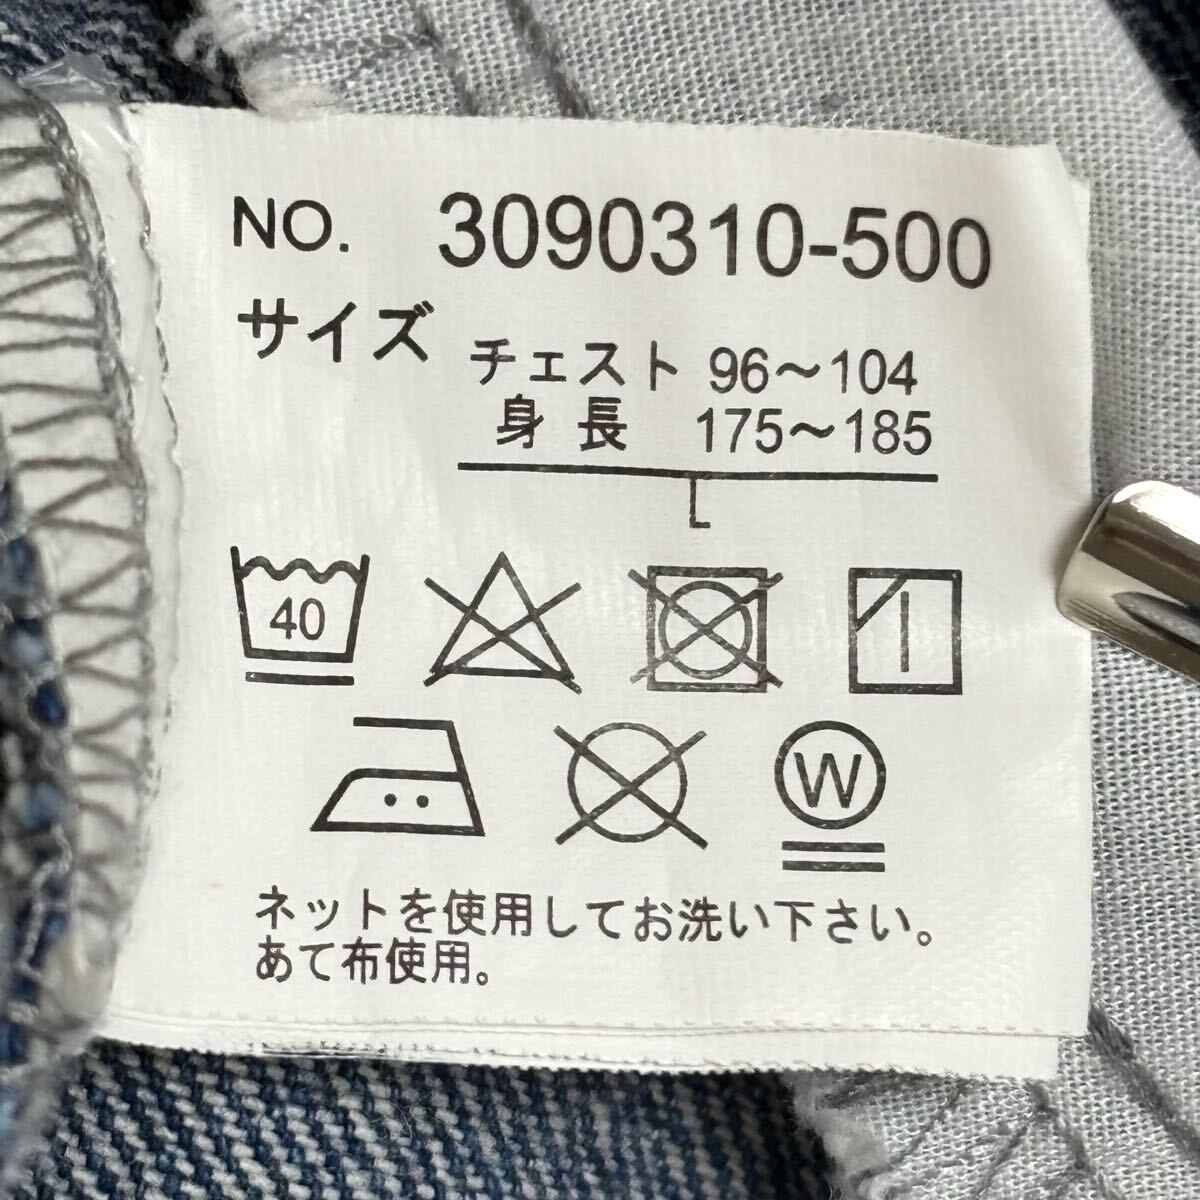 NO. 3090310-500
サイズ
チェスト 96〜104
身長 175〜185
L
40
W
ネットを使用してお洗い下さい。
あて布使用。